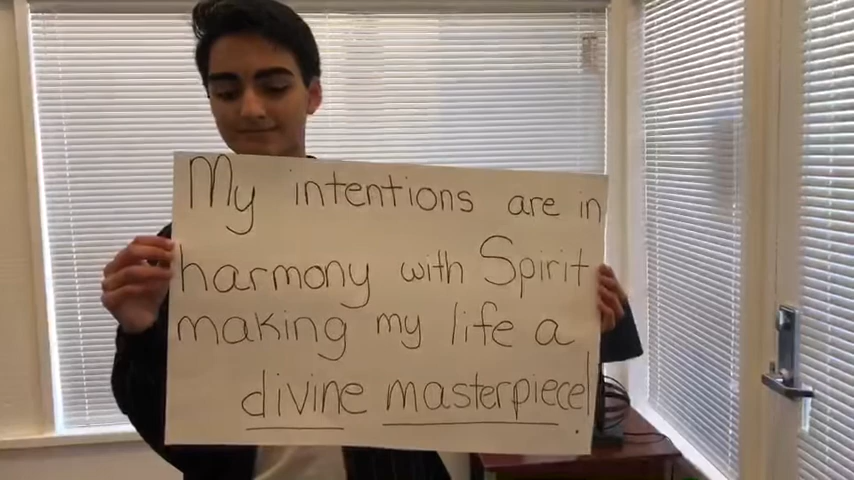 My intentions are in
harmony with Spirit
making my life a
divine masterpiece!